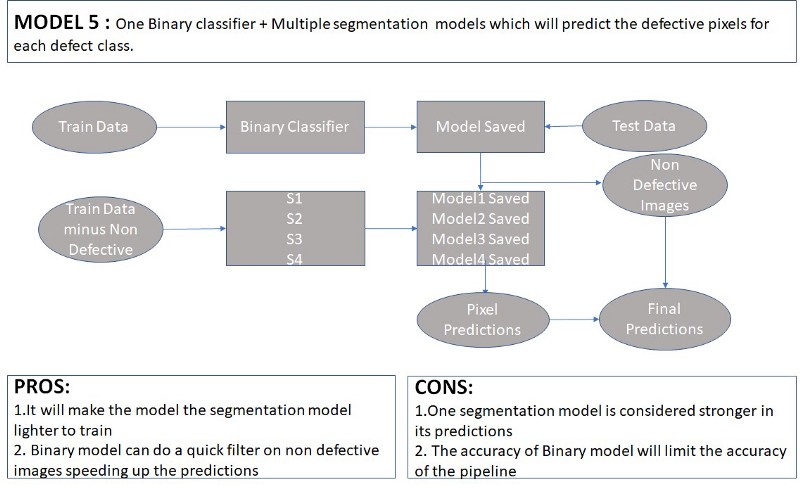 MODEL 5 : One Binary classifier + Multiple segmentation models which will predict the defective pixels for
each defect class.
Train Data
Binary Classifier
Model Saved
Test Data
Non
Defective
Images
Train Data
minus Non
Defective
S1
S2
S3
S4
Model1 Saved
Model2 Saved
Model3 Saved
Model4 Saved
Pixel
Predictions
Final
Predictions
PROS:
1.It will make the model the segmentation model
lighter to train
2. Binary model can do a quick filter on non defective
images speeding up the predictions
CONS:
1.One segmentation model is considered stronger in
its predictions
2. The accuracy of Binary model will limit the accuracy
of the pipeline